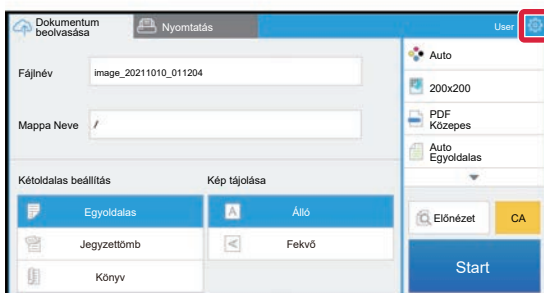 Dokumentum
beolvasása
Nyomtatás
User
Fájlnév
image_20211010_011204
Mappa Neve
/
Kétoldalas beállítás
Kép tájolása
Egyoldalas
Jegyzettömb
Könyv
A
Álló
A
Fekvő
Auto
200x200
PDF
Közepes
Auto
Egyoldalas
Előnézet
CA
Start